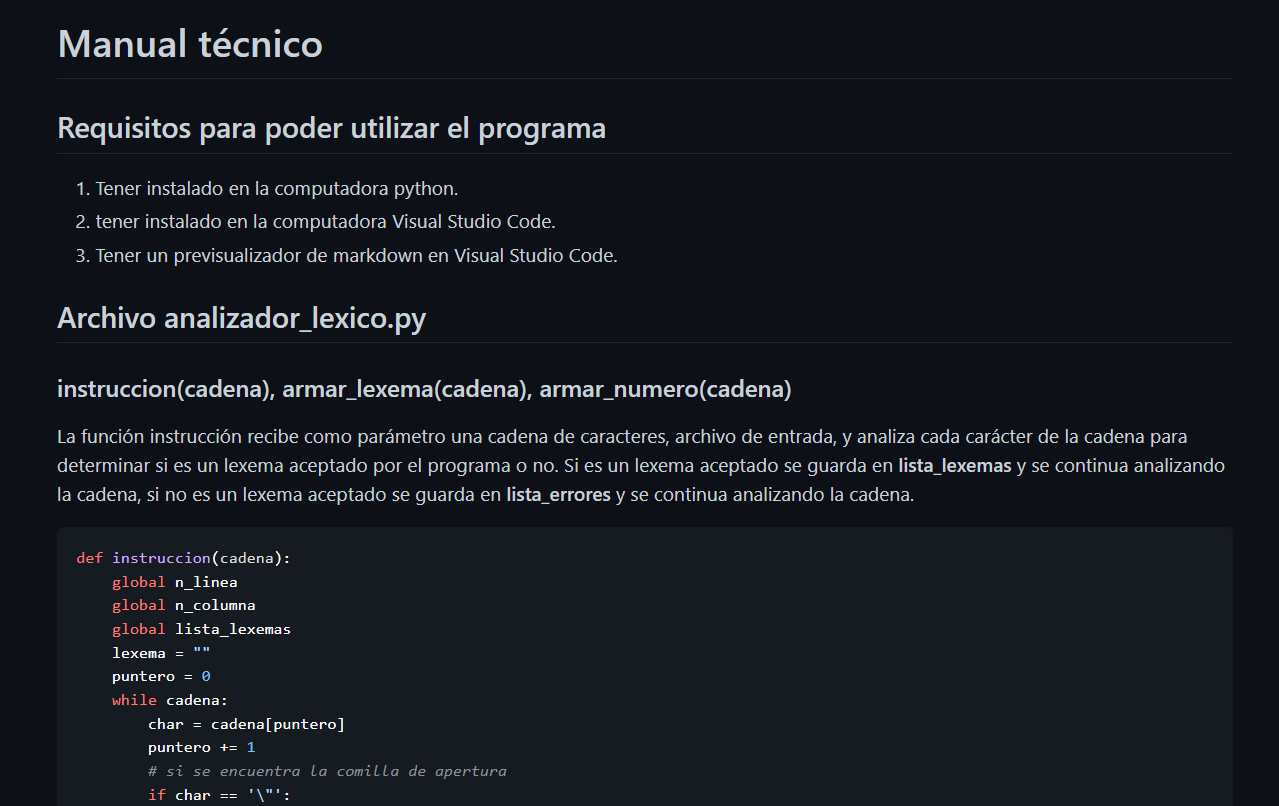 Manual técnico
Requisitos para poder utilizar el programa
1. Tener instalado en la computadora python.
2. tener instalado en la computadora Visual Studio Code.
3. Tener un previsualizador de markdown en Visual Studio Code.
Archivo analizador_lexico.py
instruccion(cadena), armar_lexema(cadena), armar_numero(cadena)
La función instrucción recibe como parámetro una cadena de caracteres, archivo de entrada, y analiza cada carácter de la cadena para
determinar si es un lexema aceptado por el programa o no. Si es un lexema aceptado se guarda en lista_lexemas y se continua analizando
la cadena, si no es un lexema aceptado se guarda en lista_errores y se continua analizando la cadena.
def instruccion(cadena):
    global n_linea
    global n_columna
    global lista_lexemas
    lexema = ""
    puntero = 0
    while cadena:
        char = cadena[puntero]
        puntero += 1
        # si se encuentra la comilla de apertura
        if char == '\"':